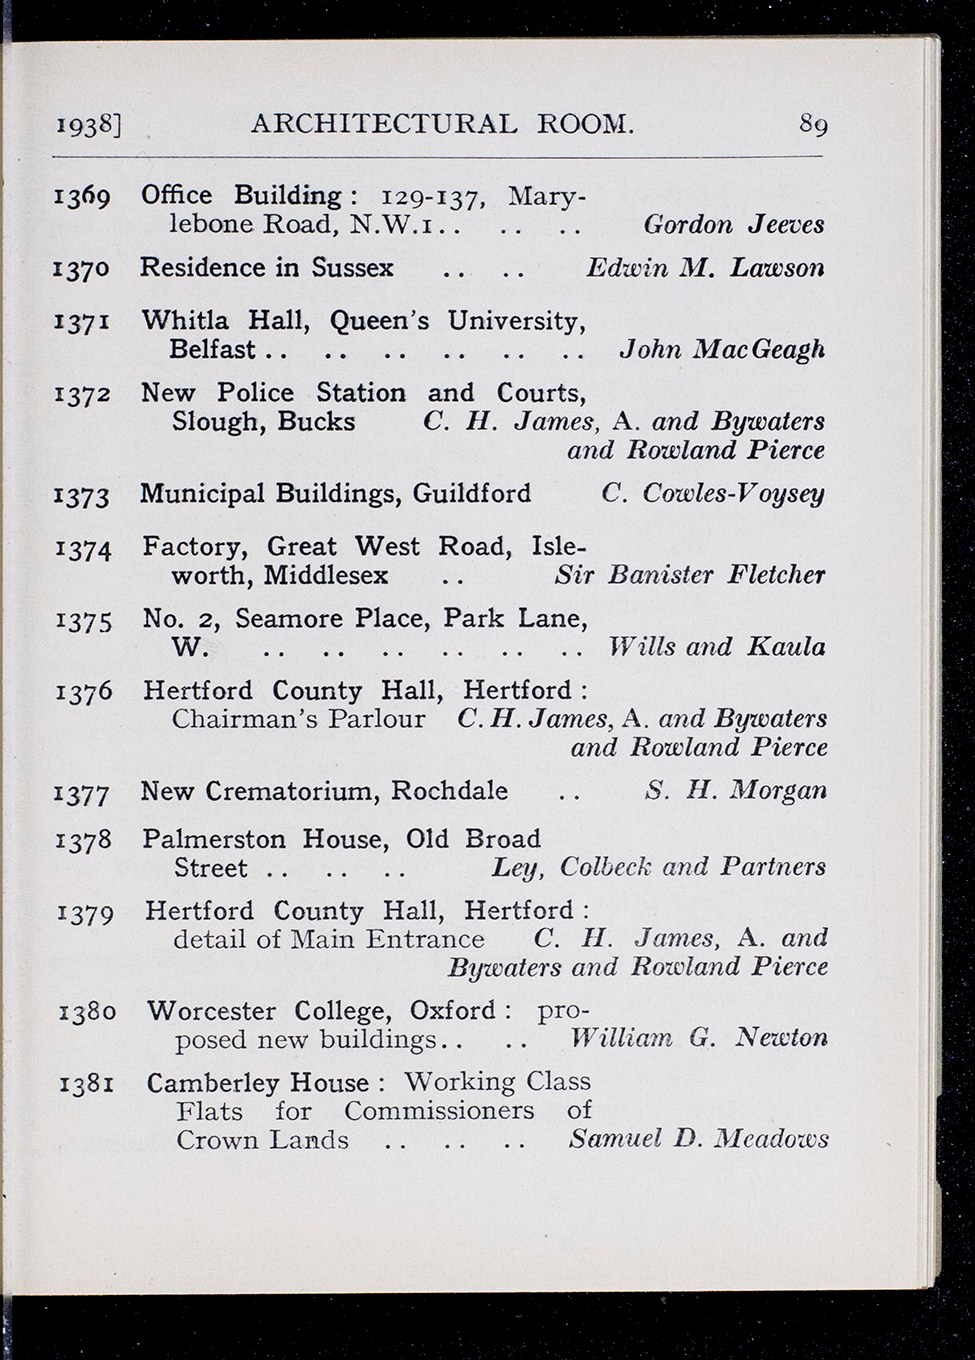 1938] ARCHITECTURAL ROOM. 89
1369 Office Building : 129-137, Mary-
lebone Road, N.W.1.. .. .. Gordon Jeeves
1370 Residence in Sussex .. .. Edwin M. Lawson
1371 Whitla Hall, Queen's University,
Belfast .. .. .. .. .. .. John MacGeagh
1372 New Police Station and Courts,
Slough, Bucks C. H. James, A. and Bywaters
and Rowland Pierce
1373 Municipal Buildings, Guildford C. Cowles-Voysey
1374 Factory, Great West Road, Isle-
worth, Middlesex .. Sir Banister Fletcher
1375 No. 2, Seamore Place, Park Lane,
W. .. .. .. .. .. .. Wills and Kaula
1376 Hertford County Hall, Hertford :
Chairman's Parlour C. H. James, A. and Bywaters
and Rowland Pierce
1377 New Crematorium, Rochdale .. S. H. Morgan
1378 Palmerston House, Old Broad
Street .. .. .. Ley, Colbeck and Partners
1379 Hertford County Hall, Hertford :
detail of Main Entrance C. H. James, A. and
Bywaters and Rowland Pierce
1380 Worcester College, Oxford : pro-
posed new buildings.. .. William G. Newton
1381 Camberley House : Working Class
Flats for Commissioners of
Crown Lands .. .. .. Samuel D. Meadows